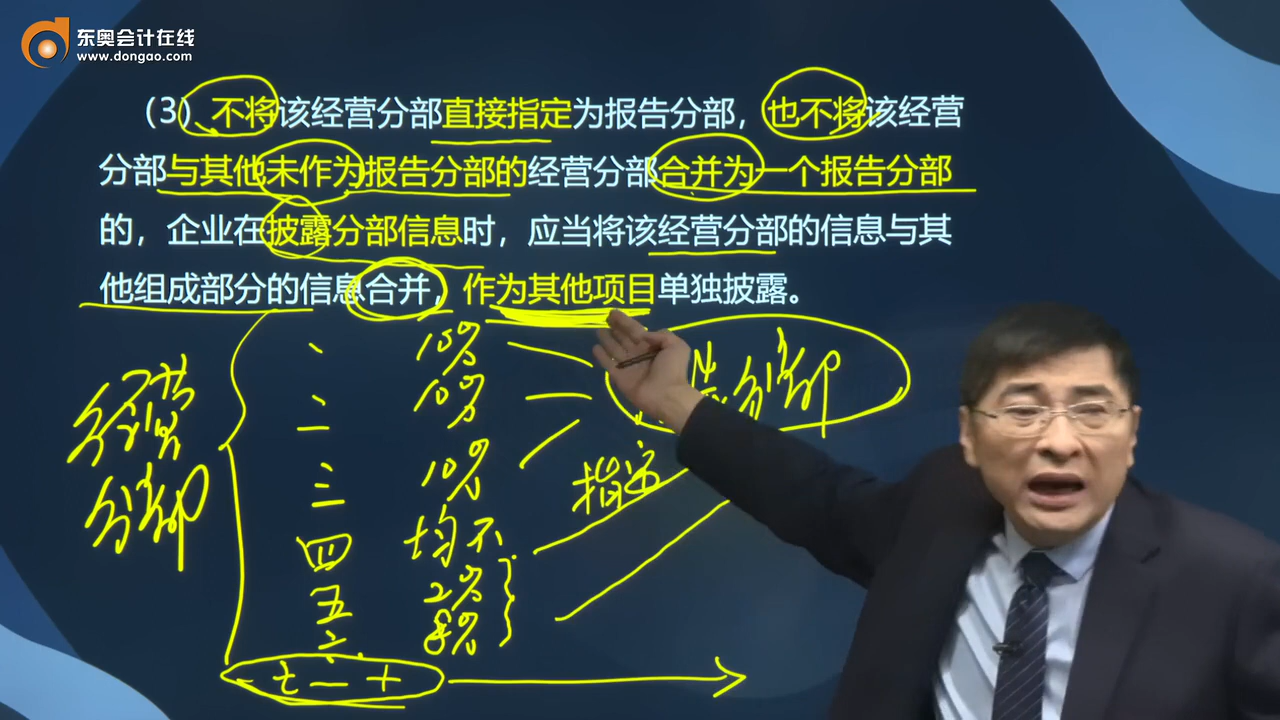 东奥会计在线
www.dongao.com
（3）、不将该经营分部直接指定为报告分部，也不将该经营
分部与其他未作为报告分部的经营分部合并为一个报告分部
的，企业在披露分部信息时，应当将该经营分部的信息与其
他组成部分的信息合并，作为其他项目单独披露。
经营
分部
一 10%
二 10%
三 10%
四 均不
五 2%
六 8%
七一十
告分部
指定